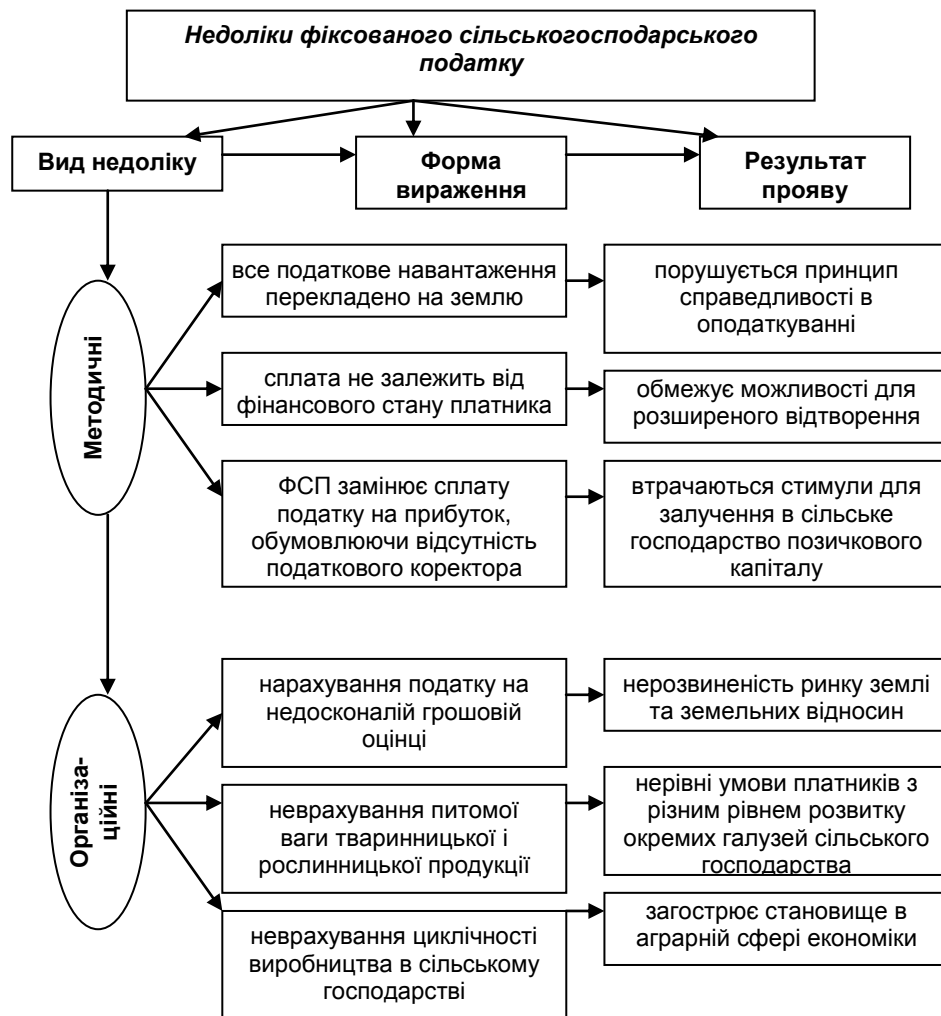 Недоліки фіксованого сільськогосподарського
податку
Вид недоліку
Форма
вираження
Результат
прояву
Методичні
все податкове навантаження
перекладено на землю
порушується принцип
справедливості в
оподаткуванні
сплата не залежить від
фінансового стану платника
обмежує можливості для
розширеного відтворення
ФСП замінює сплату
податку на прибуток,
обумовлюючи відсутність
податкового коректора
втрачаються стимули для
залучення в сільське
господарство позичкового
капіталу
Організа-
ційні
нарахування податку на
недосконалій грошовій
оцінці
нерозвиненість ринку землі
та земельних відносин
неврахування питомої
ваги тваринницької і
рослинницької продукції
нерівні умови платників з
різним рівнем розвитку
окремих галузей сільського
господарства
неврахування циклічності
виробництва в сільському
господарстві
загострює становище в
аграрній сфері економіки